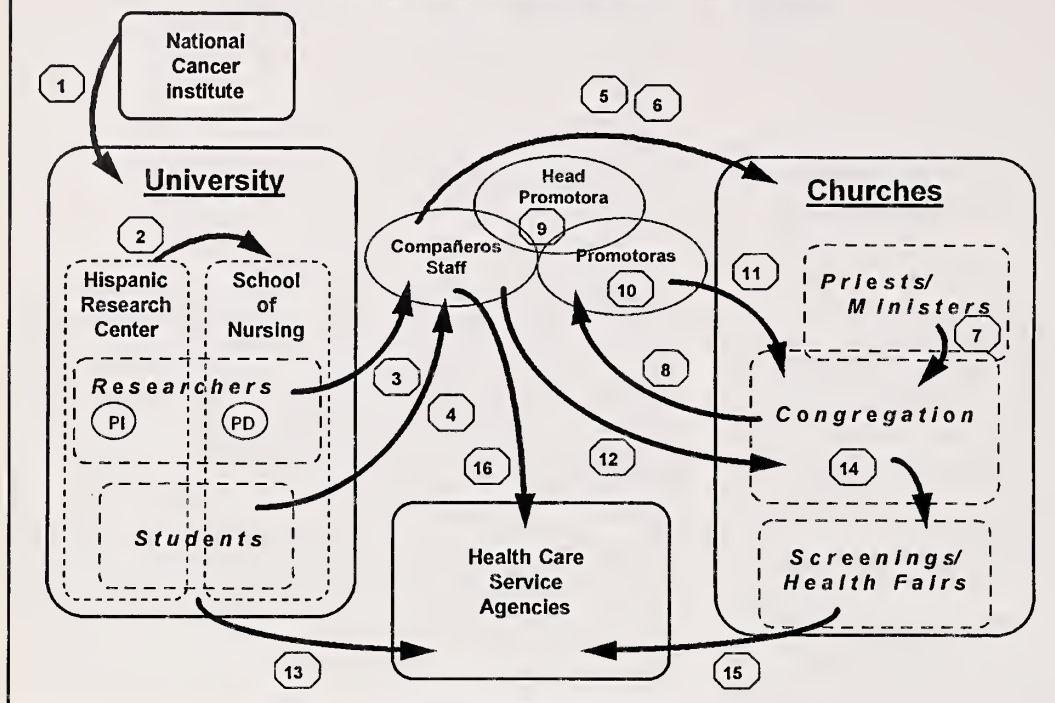 National
Cancer
institute
1
University
2
Hispanic
Research
Center
School
of
Nursing
Researchers
PI
PD
Students
3
4
5 6
Head
Promotora
9
Compañeros
Staff
Promotoras
10
11
8
12
16
Health Care
Service
Agencies
13
15
Churches
Priests/
Ministers
7
Congregation
14
Screenings/
Health Fairs